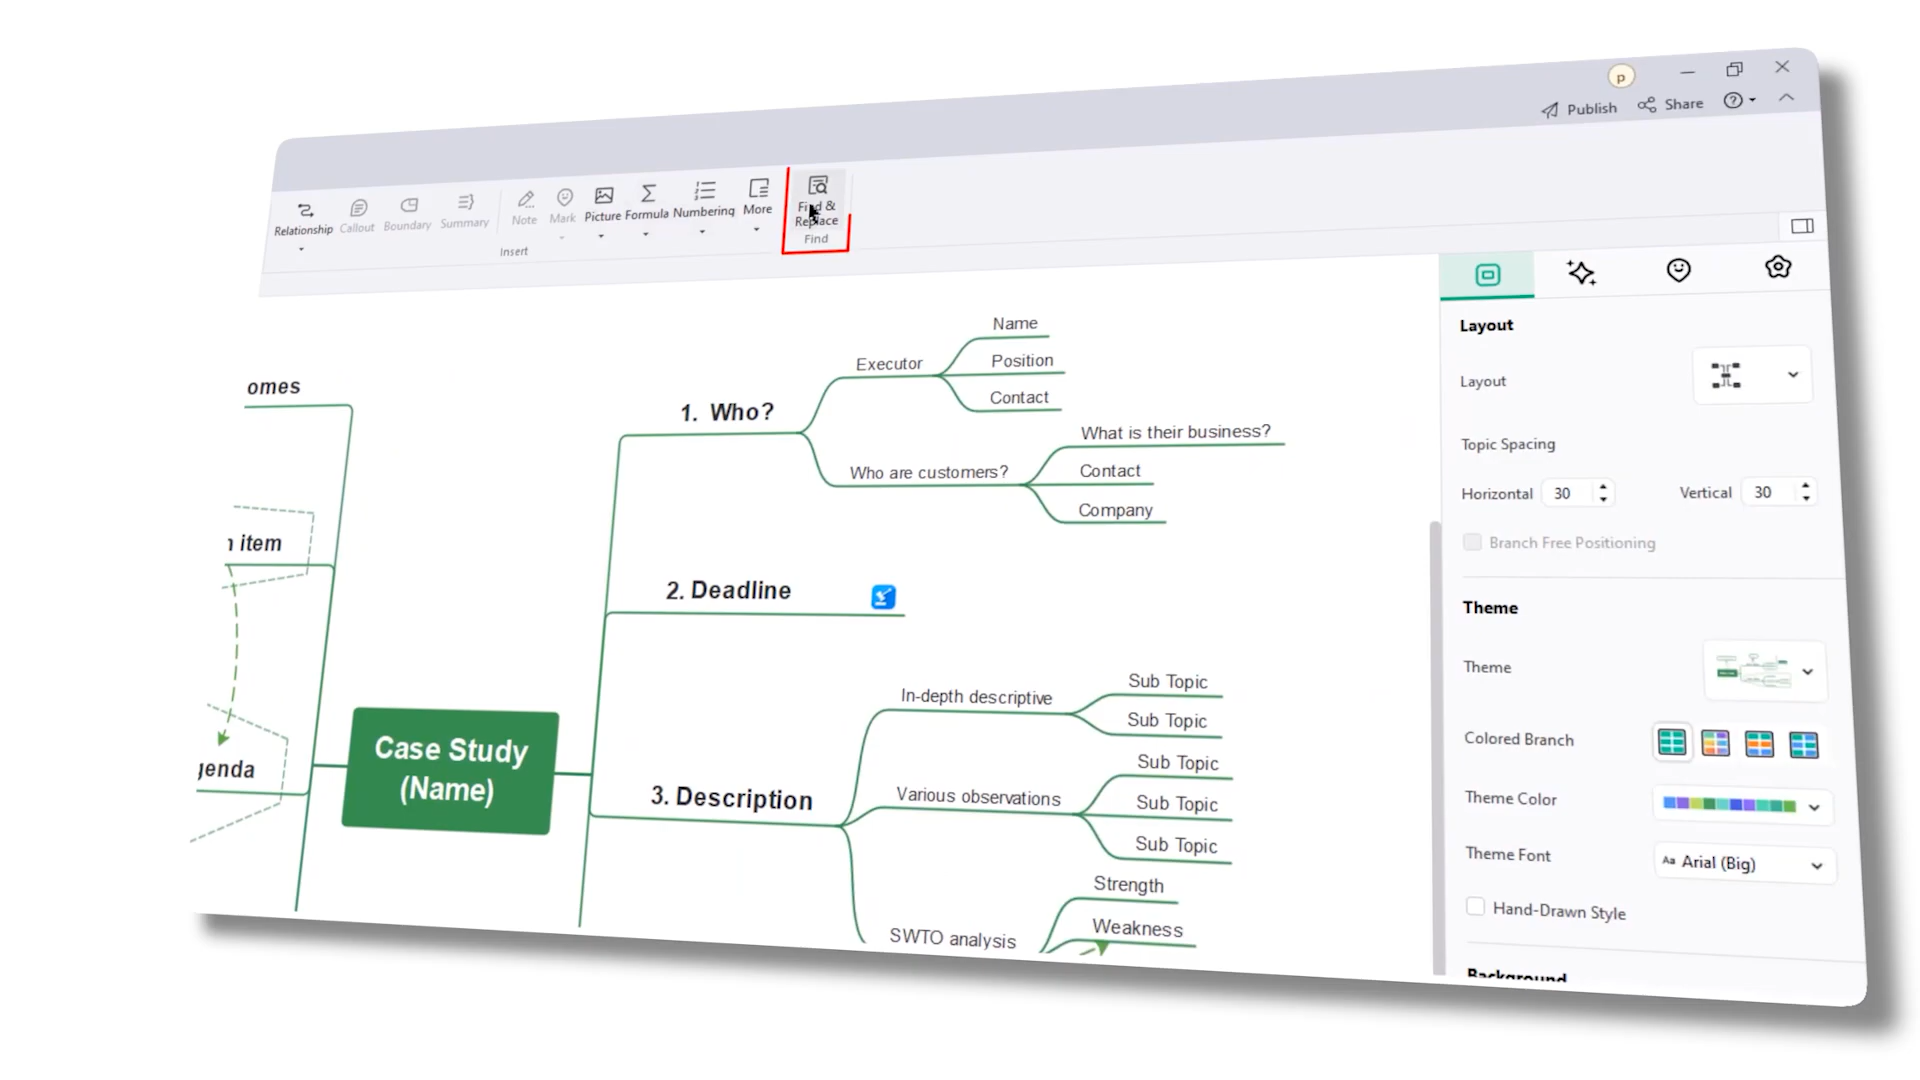 p
Publish
Share
Relationship
Callout
Boundary
Summary
Note
Mark
Picture
Formula
Numbering
More
Find &
Replace
Insert
Find
omes
item
genda
Case Study
(Name)
1. Who?
Executor
Name
Position
Contact
Who are customers?
What is their business?
Contact
Company
2. Deadline
3. Description
In-depth descriptive
Sub Topic
Sub Topic
Various observations
Sub Topic
Sub Topic
Sub Topic
SWTO analysis
Strength
Weakness
Layout
Layout
Topic Spacing
Horizontal 30
Vertical 30
Branch Free Positioning
Theme
Theme
Colored Branch
Theme Color
Theme Font
Aa Arial (Big)
Hand-Drawn Style
Background